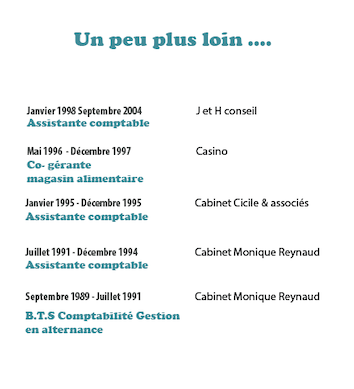 Un peu plus loin ....
Janvier 1998 Septembre 2004 J et H conseil
Assistante comptable
Mai 1996 - Décembre 1997 Casino
Co- gérante
magasin alimentaire
Janvier 1995 - Décembre 1995 Cabinet Cicile & associés
Assistante comptable
Juillet 1991 - Décembre 1994 Cabinet Monique Reynaud
Assistante comptable
Septembre 1989 - Juillet 1991 Cabinet Monique Reynaud
B.T.S Comptabilité Gestion
en alternance